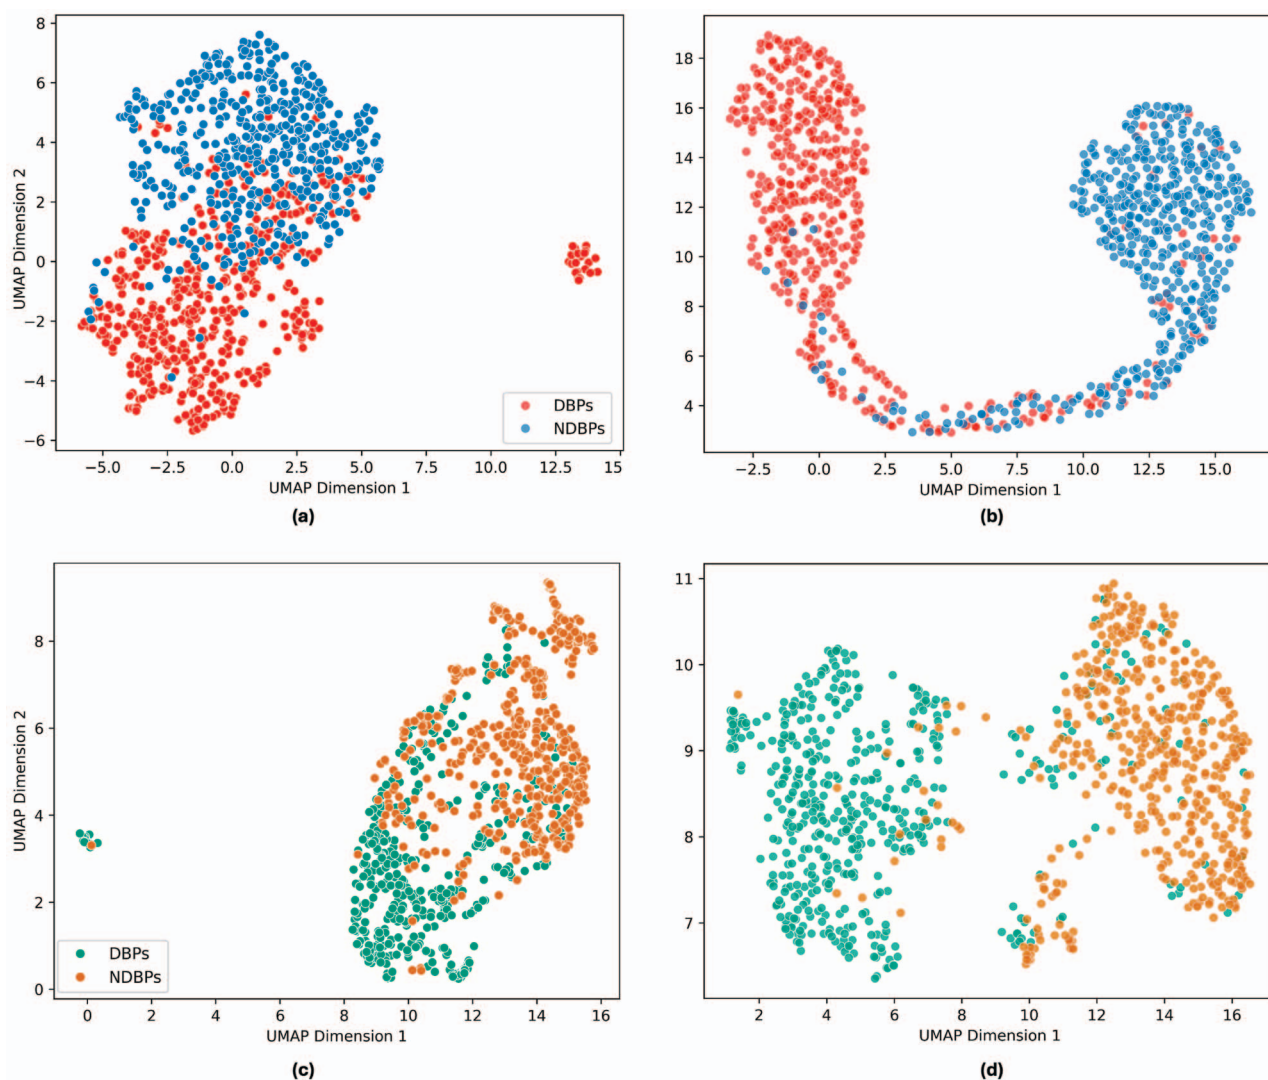 8
6
4
2
0
−2
−4
−6
UMAP Dimension 2
−5.0 −2.5 0.0 2.5 5.0 7.5 10.0 12.5 15
UMAP Dimension 1
DBPs
NDBPs
(a)
18
16
14
12
10
8
6
4
−2.5 0.0 2.5 5.0 7.5 10.0 12.5 15.0
UMAP Dimension 1
(b)
8
6
4
2
0
UMAP Dimension 2
DBPs
NDBPs
0 2 4 6 8 10 12 14 16
UMAP Dimension 1
(c)
11
10
9
8
7
2 4 6 8 10 12 14 16
UMAP Dimension 1
(d)